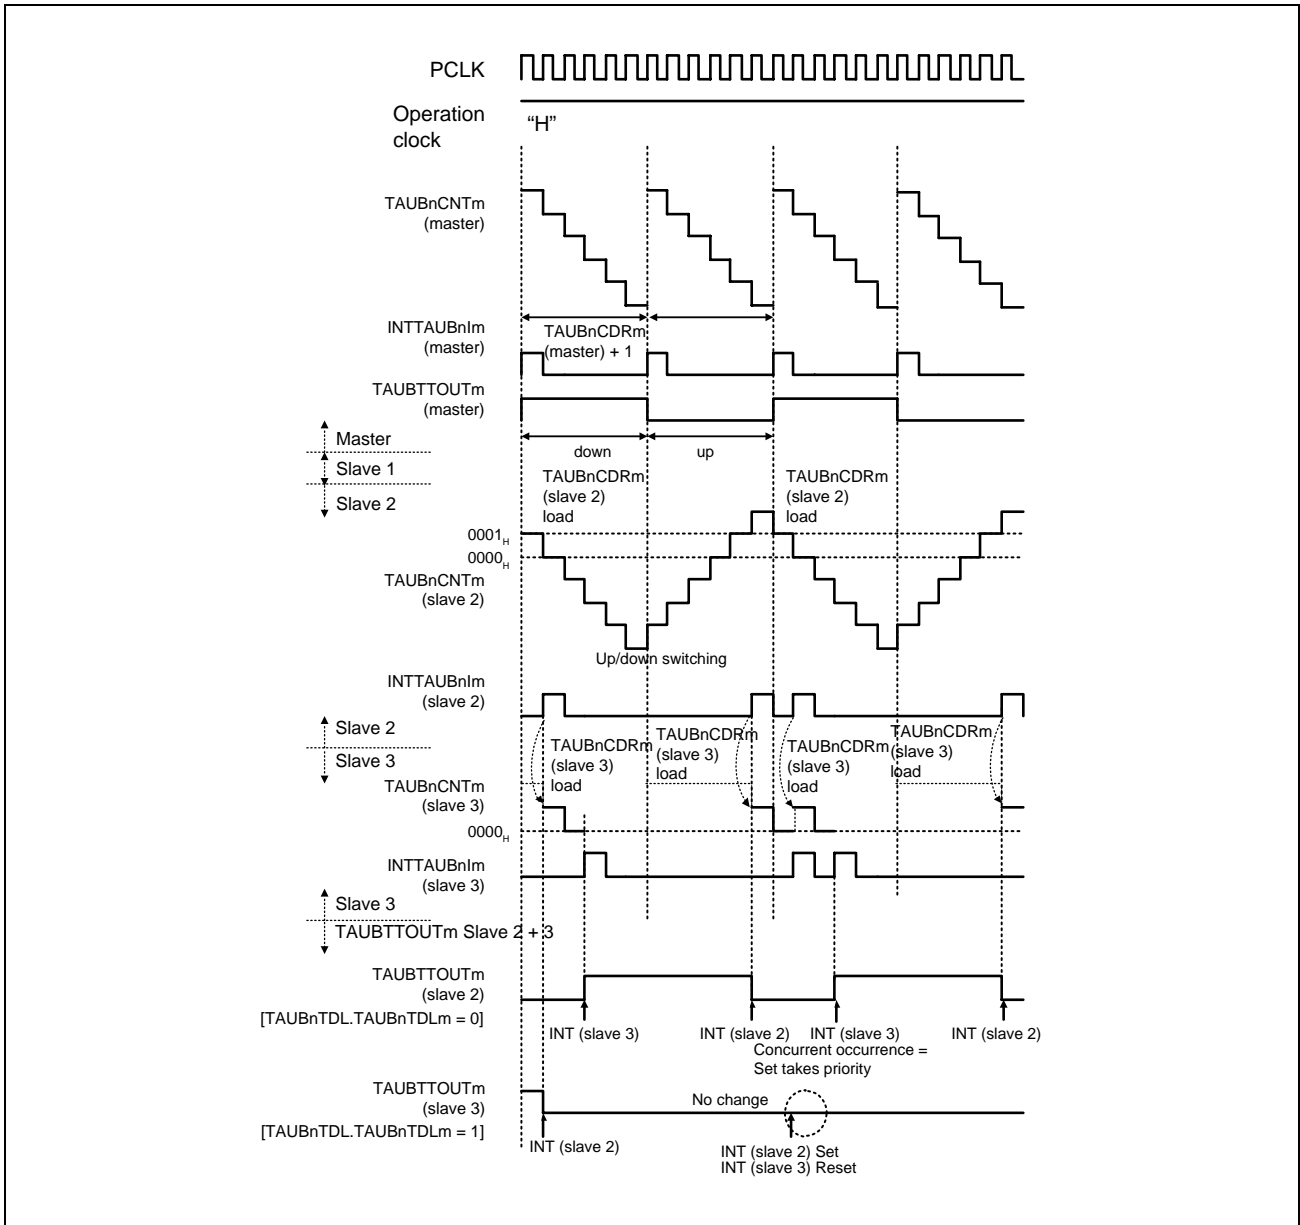 PCLK
Operation
clock
“H”
TAUBnCNTm
(master)
INTTAUBnIm
(master)
TAUBnCDRm
(master) + 1
TAUBTTOUTm
(master)
Master
down
up
Slave 1
Slave 2
TAUBnCDRm
(slave 2)
load
TAUBnCDRm
(slave 2)
load
0001H
0000H
TAUBnCNTm
(slave 2)
Up/down switching
INTTAUBnIm
(slave 2)
Slave 2
Slave 3
TAUBnCDRm
(slave 3)
load
TAUBnCDRm
(slave 3)
load
TAUBnCDRm
(slave 3)
load
TAUBnCDRm
(slave 3)
load
TAUBnCNTm
(slave 3)
0000H
INTTAUBnIm
(slave 3)
Slave 3
TAUBTTOUTm Slave 2 + 3
TAUBTTOUTm
(slave 2)
[TAUBnTDL.TAUBnTDLm = 0]
INT (slave 3)
INT (slave 2)
INT (slave 3)
INT (slave 2)
Concurrent occurrence =
Set takes priority
TAUBTTOUTm
(slave 3)
[TAUBnTDL.TAUBnTDLm = 1]
No change
INT (slave 2)
INT (slave 2) Set
INT (slave 3) Reset